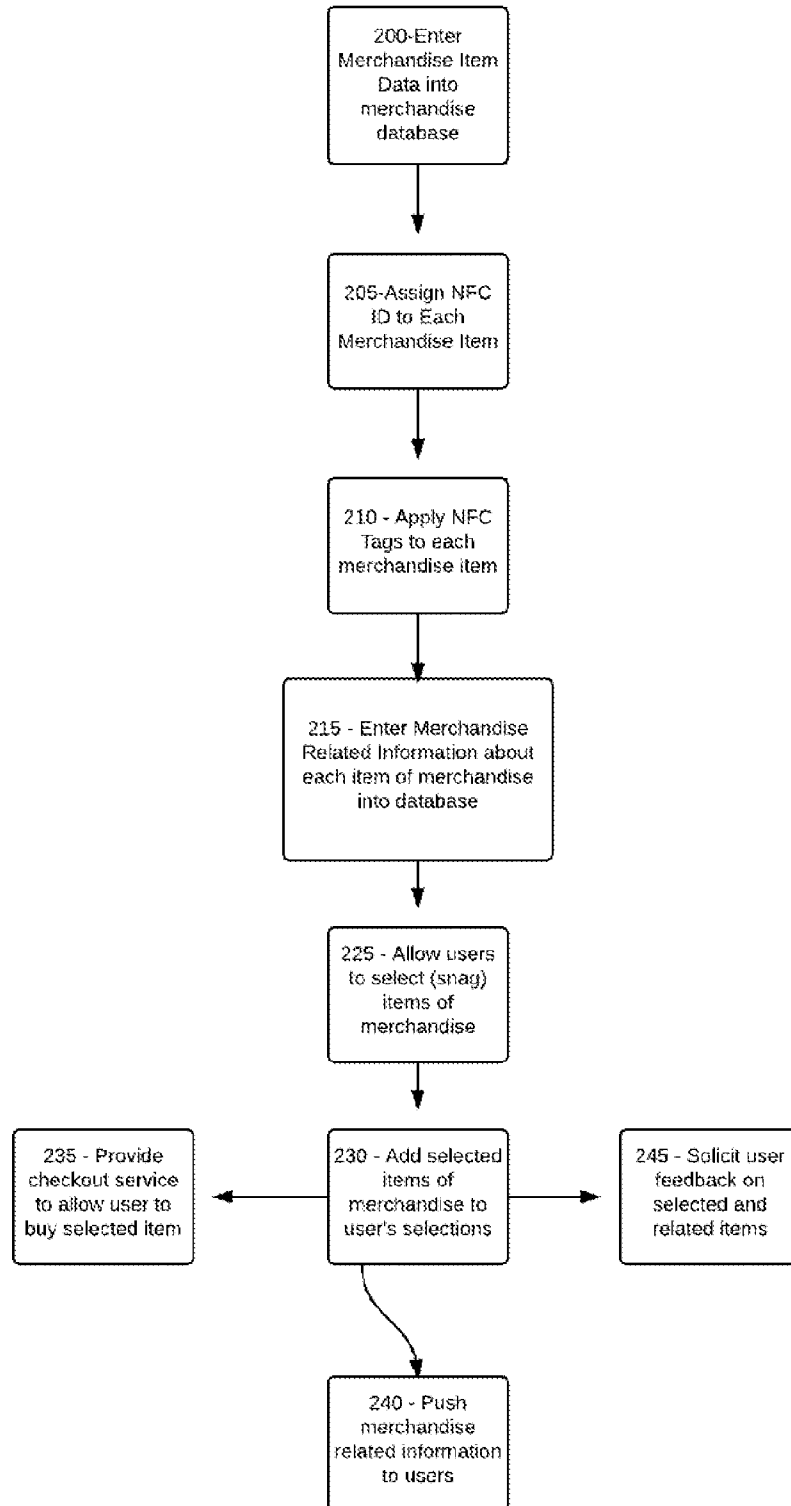 200-Enter
Merchandise Item
Data into
merchandise
database
205-Assign NFC
ID to Each
Merchandise Item
210 - Apply NFC
Tags to each
merchandise item
215 - Enter Merchandise
Related Information about
each item of merchandise
into database
225 - Allow users
to select (snag)
items of
merchandise
235 - Provide
checkout service
to allow user to
buy selected item
230 - Add selected
items of
merchandise to
user's selections
245 - Solicit user
feedback on
selected and
related items
240 - Push
merchandise
related information
to users